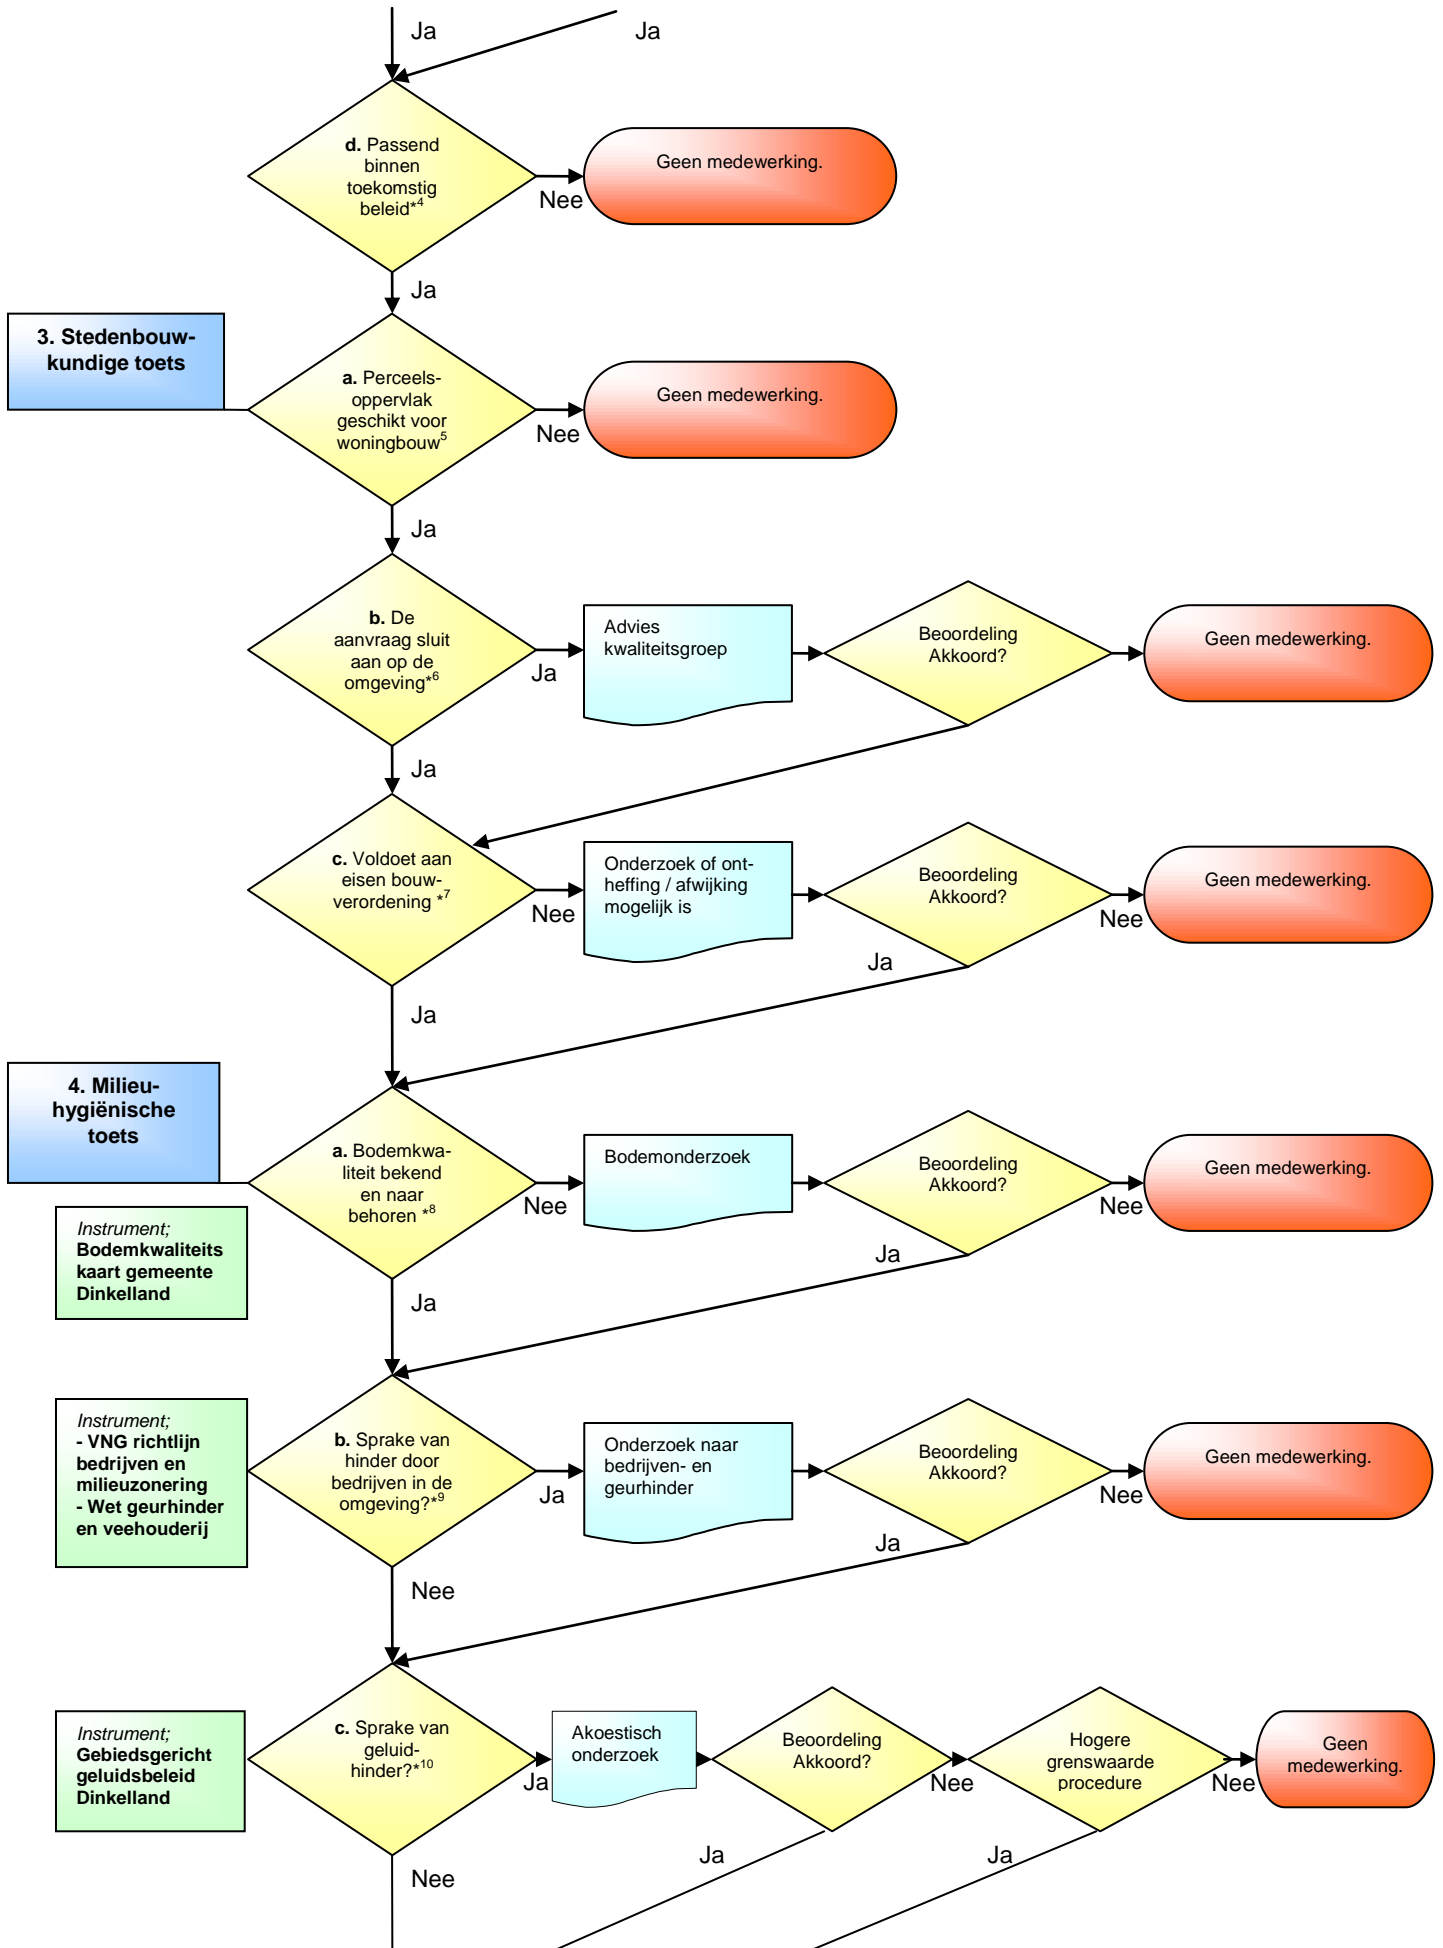 Ja
Ja
d. Passend
binnen
toekomstig
beleid*4
Nee
Geen medewerking.
Ja
3. Stedenbouw-
kundige toets
a. Perceels-
oppervlak
geschikt voor
woningbouw5
Nee
Geen medewerking.
Ja
b. De
aanvraag sluit
aan op de
omgeving*6
Ja
Advies
kwaliteitsgroep
Beoordeling
Akkoord?
Geen medewerking.
Ja
c. Voldoet aan
eisen bouw-
verordening *7
Nee
Onderzoek of ont-
heffing / afwijking
mogelijk is
Beoordeling
Akkoord?
Nee
Geen medewerking.
Ja
Ja
4. Milieu-
hygiënische
toets
a. Bodemkwa-
liteit bekend
en naar
behoren *8
Nee
Bodemonderzoek
Beoordeling
Akkoord?
Nee
Geen medewerking.
Ja
Instrument;
Bodemkwaliteits
kaart gemeente
Dinkelland
Ja
Instrument;
- VNG richtlijn
bedrijven en
milieuzonering
- Wet geurhinder
en veehouderij
b. Sprake van
hinder door
bedrijven in de
omgeving?*9
Ja
Onderzoek naar
bedrijven- en
geurhinder
Beoordeling
Akkoord?
Nee
Geen medewerking.
Ja
Nee
Instrument;
Gebiedsgericht
geluidsbeleid
Dinkelland
c. Sprake van
geluid-
hinder?*10
Ja
Akoestisch
onderzoek
Beoordeling
Akkoord?
Nee
Hogere
grenswaarde
procedure
Nee
Geen
medewerking.
Ja
Ja
Nee